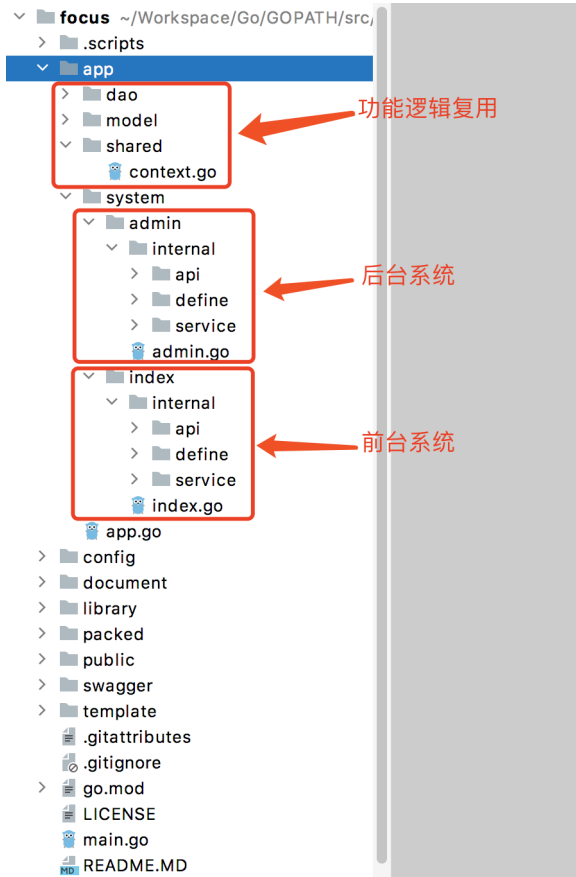 focus ~/Workspace/Go/GOPATH/src/
.scripts
app
dao
功能逻辑复用
model
shared
context.go
system
admin
internal
api
后台系统
define
service
admin.go
index
internal
api
前台系统
define
service
index.go
app.go
config
document
library
packed
public
swagger
template
.gitattributes
.gitignore
go.mod
LICENSE
main.go
MD README.MD